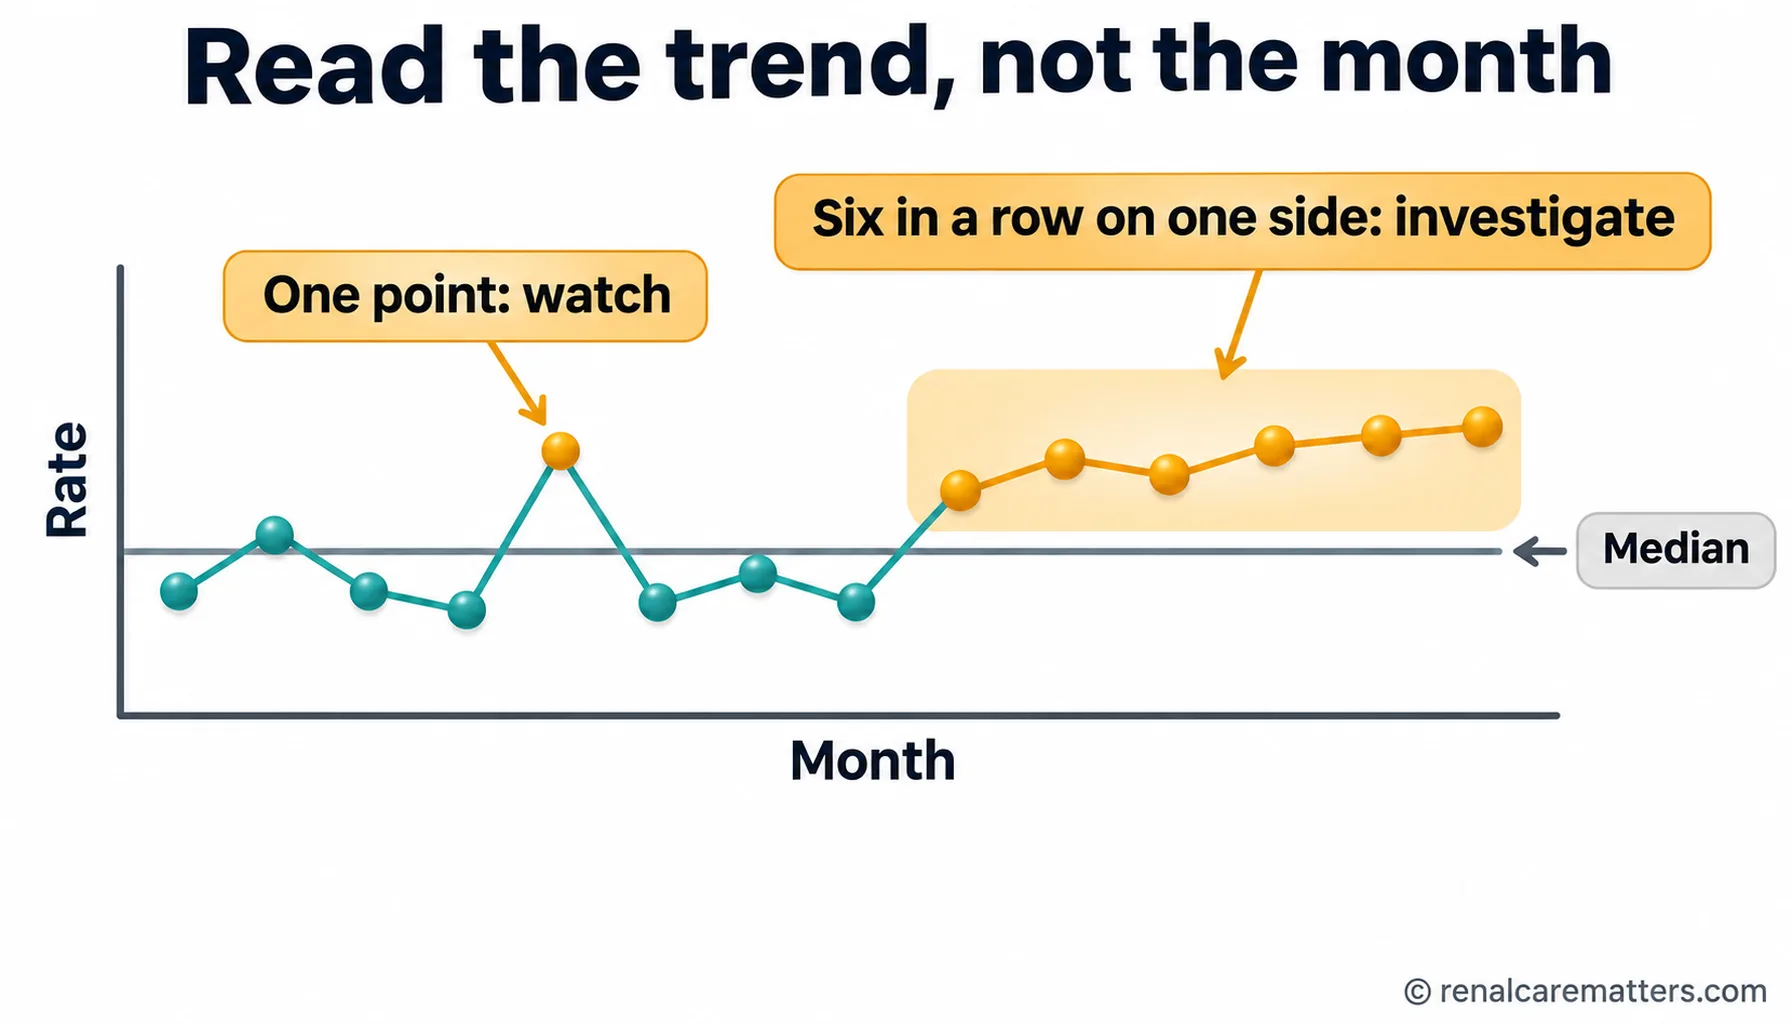 Read the trend, not the month
Six in a row on one side: investigate
One point: watch
Rate
Median
Month
© renalcarematters.com